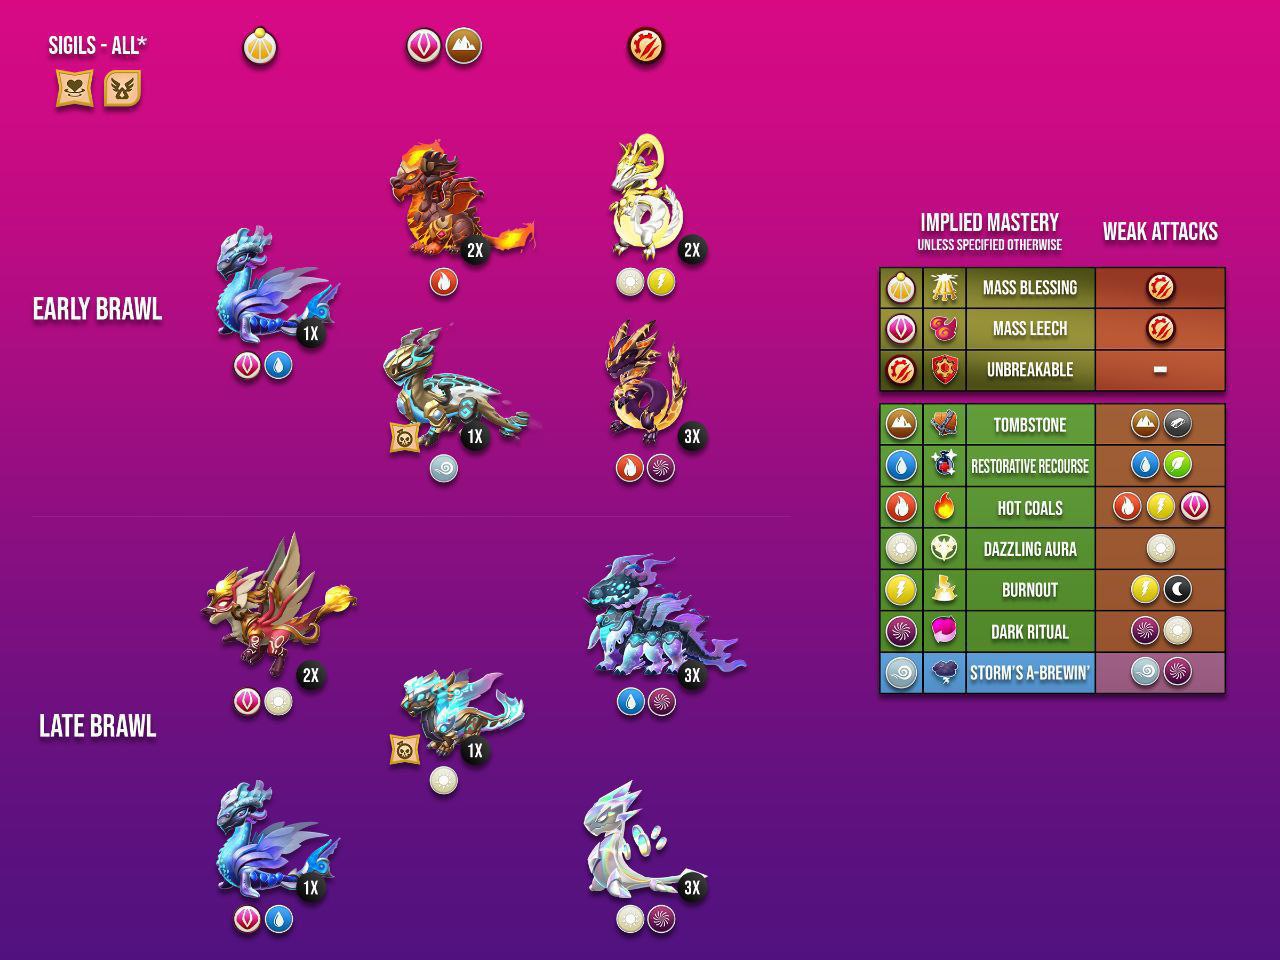 SIGILS - ALL*
EARLY BRAWL
1X
2X
2X
1X
3X
LATE BRAWL
2X
1X
3X
1X
3X
IMPLIED MASTERY
UNLESS SPECIFIED OTHERWISE
WEAK ATTACKS
MASS BLESSING
MASS LEECH
UNBREAKABLE
-
TOMBSTONE
RESTORATIVE RECOURSE
HOT COALS
DAZZLING AURA
BURNOUT
DARK RITUAL
STORM'S A-BREWIN'